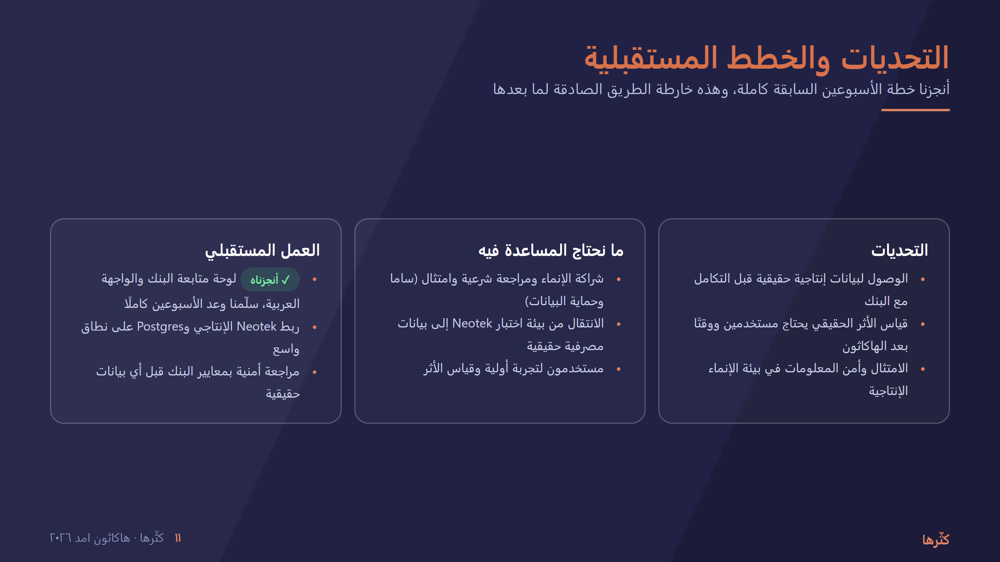 التحديات والخطط المستقبلية
أنجزنا خطة الأسبوعين السابقة كاملة، وهذه خارطة الطريق الصادقة لما بعدها
التحديات
• الوصول لبيانات إنتاجية حقيقية قبل التكامل
مع البنك
• قياس الأثر الحقيقي يحتاج مستخدمين ووقتًا
بعد الهاكاثون
• الامتثال وأمن المعلومات في بيئة الإنماء
الإنتاجية
ما نحتاج المساعدة فيه
• شراكة الإنماء ومراجعة شرعية وامتثال (ساما
وحماية البيانات)
• الانتقال من بيئة اختبار Neotek إلى بيانات
مصرفية حقيقية
• مستخدمون لتجربة أولية وقياس الأثر
العمل المستقبلي
• ✓ أنجزناه لوحة متابعة البنك والواجهة
العربية، سلّمنا وعد الأسبوعين كاملًا
• ربط Neotek الإنتاجي وPostgres على نطاق
واسع
• مراجعة أمنية بمعايير البنك قبل أي بيانات
حقيقية
كثّرها
١١ كثّرها · هاكاثون امد ٢٠٢٦